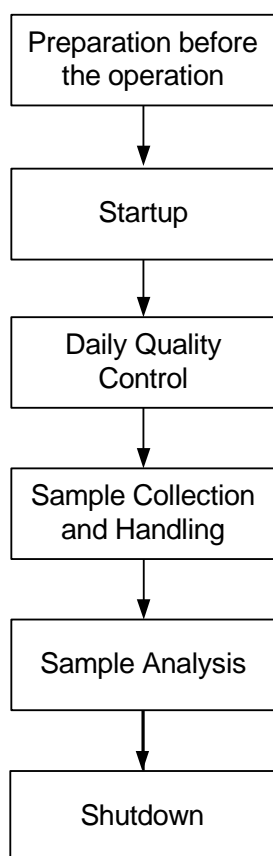 Preparation before
the operation
Startup
Daily Quality
Control
Sample Collection
and Handling
Sample Analysis
Shutdown